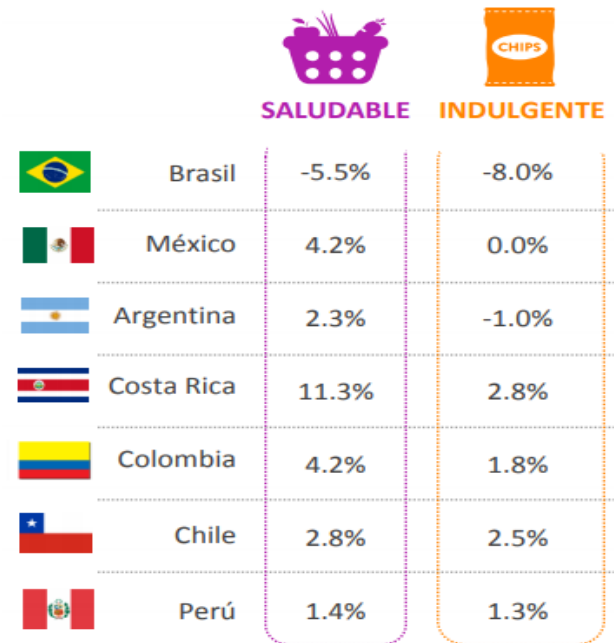 CHIPS
SALUDABLE INDULGENTE
Brasil -5.5% -8.0%
México 4.2% 0.0%
Argentina 2.3% -1.0%
Costa Rica 11.3% 2.8%
Colombia 4.2% 1.8%
Chile 2.8% 2.5%
Perú 1.4% 1.3%